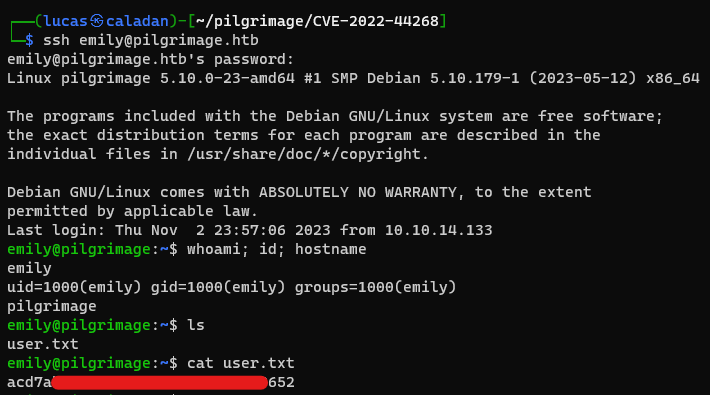 ┌──(lucas㉿caladan)-[~/pilgrimage/CVE-2022-44268]
└─$ ssh emily@pilgrimage.htb
emily@pilgrimage.htb's password:
Linux pilgrimage 5.10.0-23-amd64 #1 SMP Debian 5.10.179-1 (2023-05-12) x86_64
The programs included with the Debian GNU/Linux system are free software;
the exact distribution terms for each program are described in the
individual files in /usr/share/doc/*/copyright.
Debian GNU/Linux comes with ABSOLUTELY NO WARRANTY, to the extent
permitted by applicable law.
Last login: Thu Nov  2 23:57:06 2023 from 10.10.14.133
emily@pilgrimage:~$ whoami; id; hostname
emily
uid=1000(emily) gid=1000(emily) groups=1000(emily)
pilgrimage
emily@pilgrimage:~$ ls
user.txt
emily@pilgrimage:~$ cat user.txt
acd7a 652